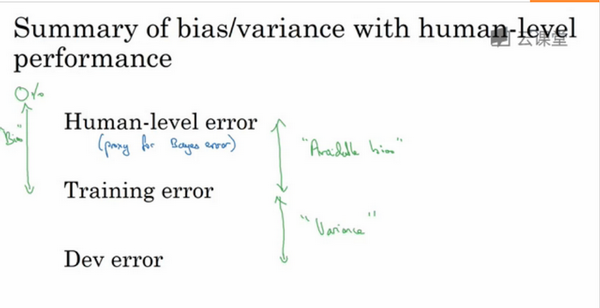 Summary of bias/variance with human-level
performance
云课堂
0%
Human-level error
"Bias"
(proxy for Bayes error)
"Avoidable bias"
Training error
"Variance"
Dev error